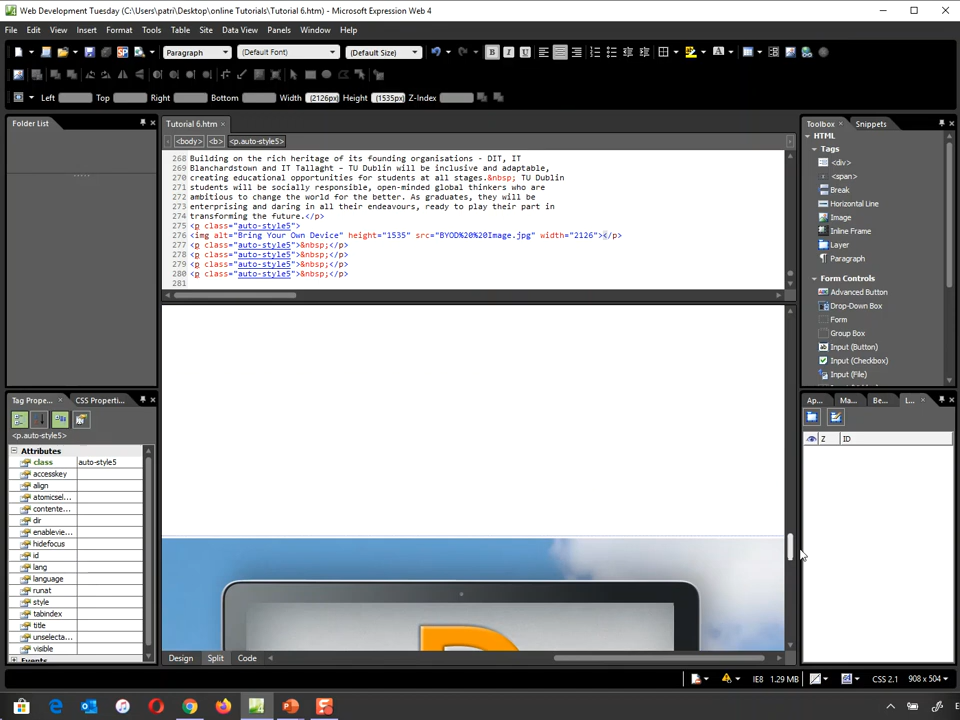 Web Development Tuesday (C:\Users\patri\Desktop\online Tutorials\Tutorial 6.htm) - Microsoft Expression Web 4
File Edit View Insert Format Tools Table Site Data View Panels Window Help
Paragraph (Default Font) (Default Size) B I U A
Left Top Right Bottom Width (2126px) Height (1535px) Z-Index
Folder List
Tutorial 6.htm
<body> <b> <p.auto-style5>
268 Building on the rich heritage of its founding organisations - DIT, IT
269 Blanchardstown and IT Tallaght – TU Dublin will be inclusive and adaptable,
270 creating educational opportunities for students at all stages.&nbsp; TU Dublin
271 students will be socially responsible, open-minded global thinkers who are
272 ambitious to change the world for the better. As graduates, they will be
273 enterprising and daring in all their endeavours, ready to play their part in
274 transforming the future.</p>
275 <p class="auto-style5">
276 <img alt="Bring Your Own Device" height="1535" src="BYOD%20%20Image.jpg" width="2126"></p>
277 <p class="auto-style5">&nbsp;</p>
278 <p class="auto-style5">&nbsp;</p>
279 <p class="auto-style5">&nbsp;</p>
280 <p class="auto-style5">&nbsp;</p>
281
Design Split Code
Toolbox Snippets
HTML
Tags
<div>
<span>
Break
Horizontal Line
Image
Inline Frame
Layer
Paragraph
Form Controls
Advanced Button
Drop-Down Box
Form
Group Box
Input (Button)
Input (Checkbox)
Input (File)
Tag Prope... CSS Properti...
<p.auto-style5>
Attributes
class auto-style5
accesskey
align
atomicsel...
contente...
dir
enablevie...
hidefocus
id
lang
language
runat
style
tabindex
title
unselecta...
visible
Events
Ap... Ma... Be... L...
Z ID
IE8 1.29 MB CSS 2.1 908 x 504